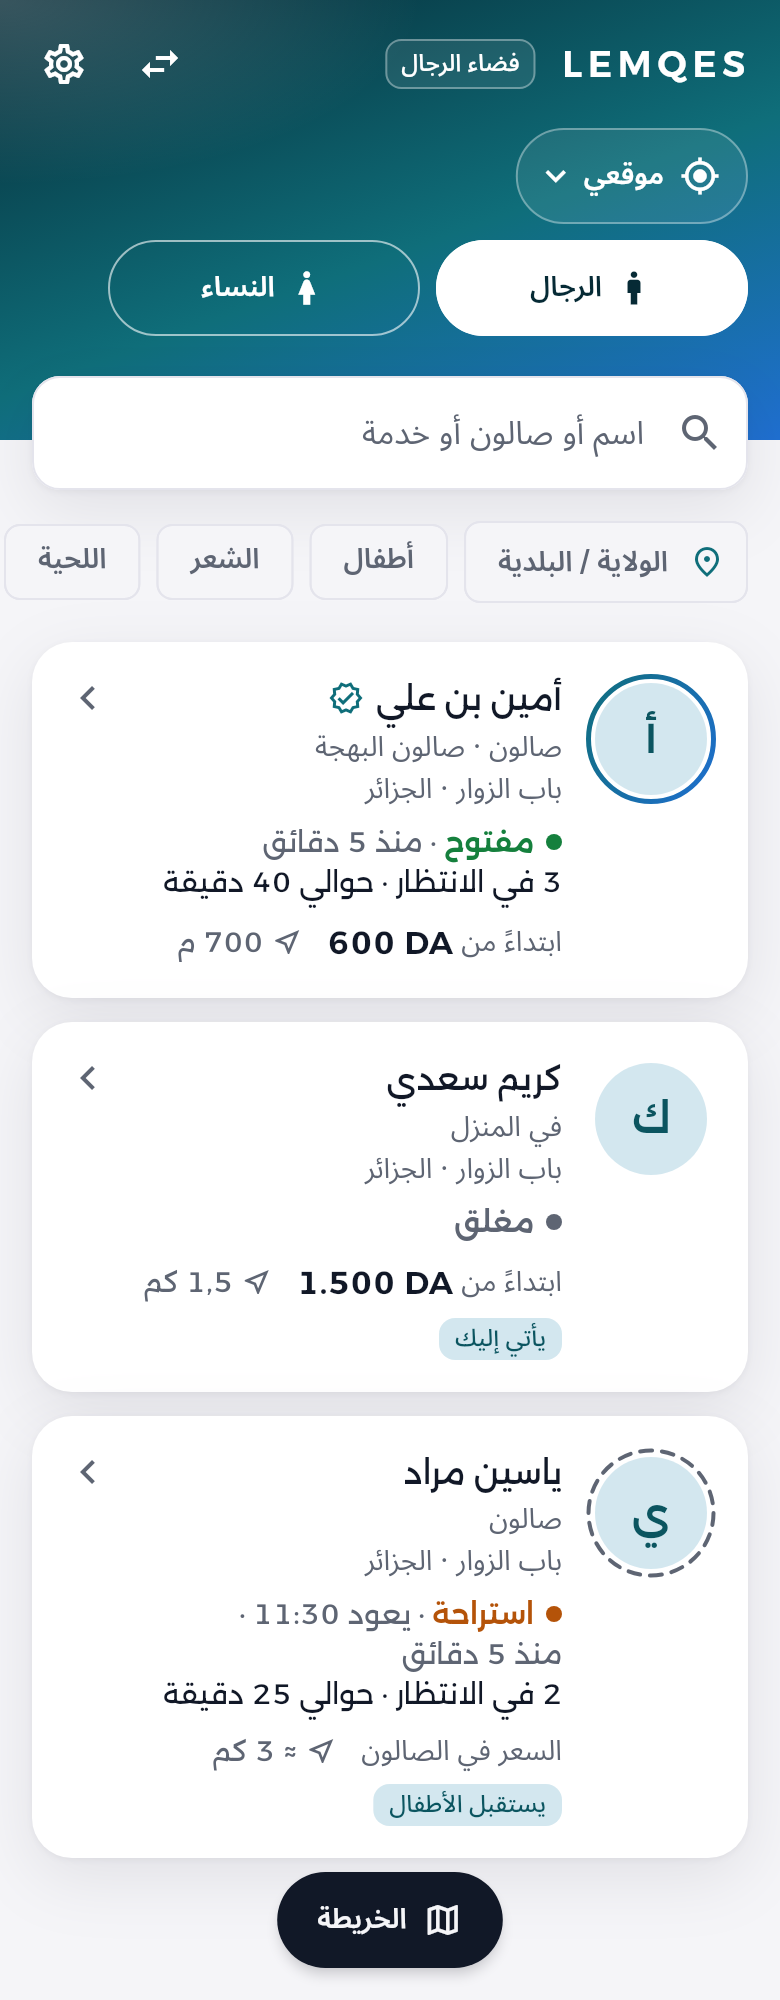 LEMQES
فضاء الرجال
موقعي
الرجال
النساء
اسم أو صالون أو خدمة
الولاية / البلدية
أطفال
الشعر
اللحية
أ
أمين بن علي
صالون · صالون البهجة
باب الزوار · الجزائر
مفتوح · منذ 5 دقائق
3 في الانتظار · حوالي 40 دقيقة
ابتداءً من 600 DA 700 م
ك
كريم سعدي
في المنزل
باب الزوار · الجزائر
مغلق
ابتداءً من 1.500 DA 1,5 كم
يأتي إليك
ي
ياسين مراد
صالون
باب الزوار · الجزائر
استراحة · يعود 11:30 ·
منذ 5 دقائق
2 في الانتظار · حوالي 25 دقيقة
السعر في الصالون ≈ 3 كم
يستقبل الأطفال
الخريطة